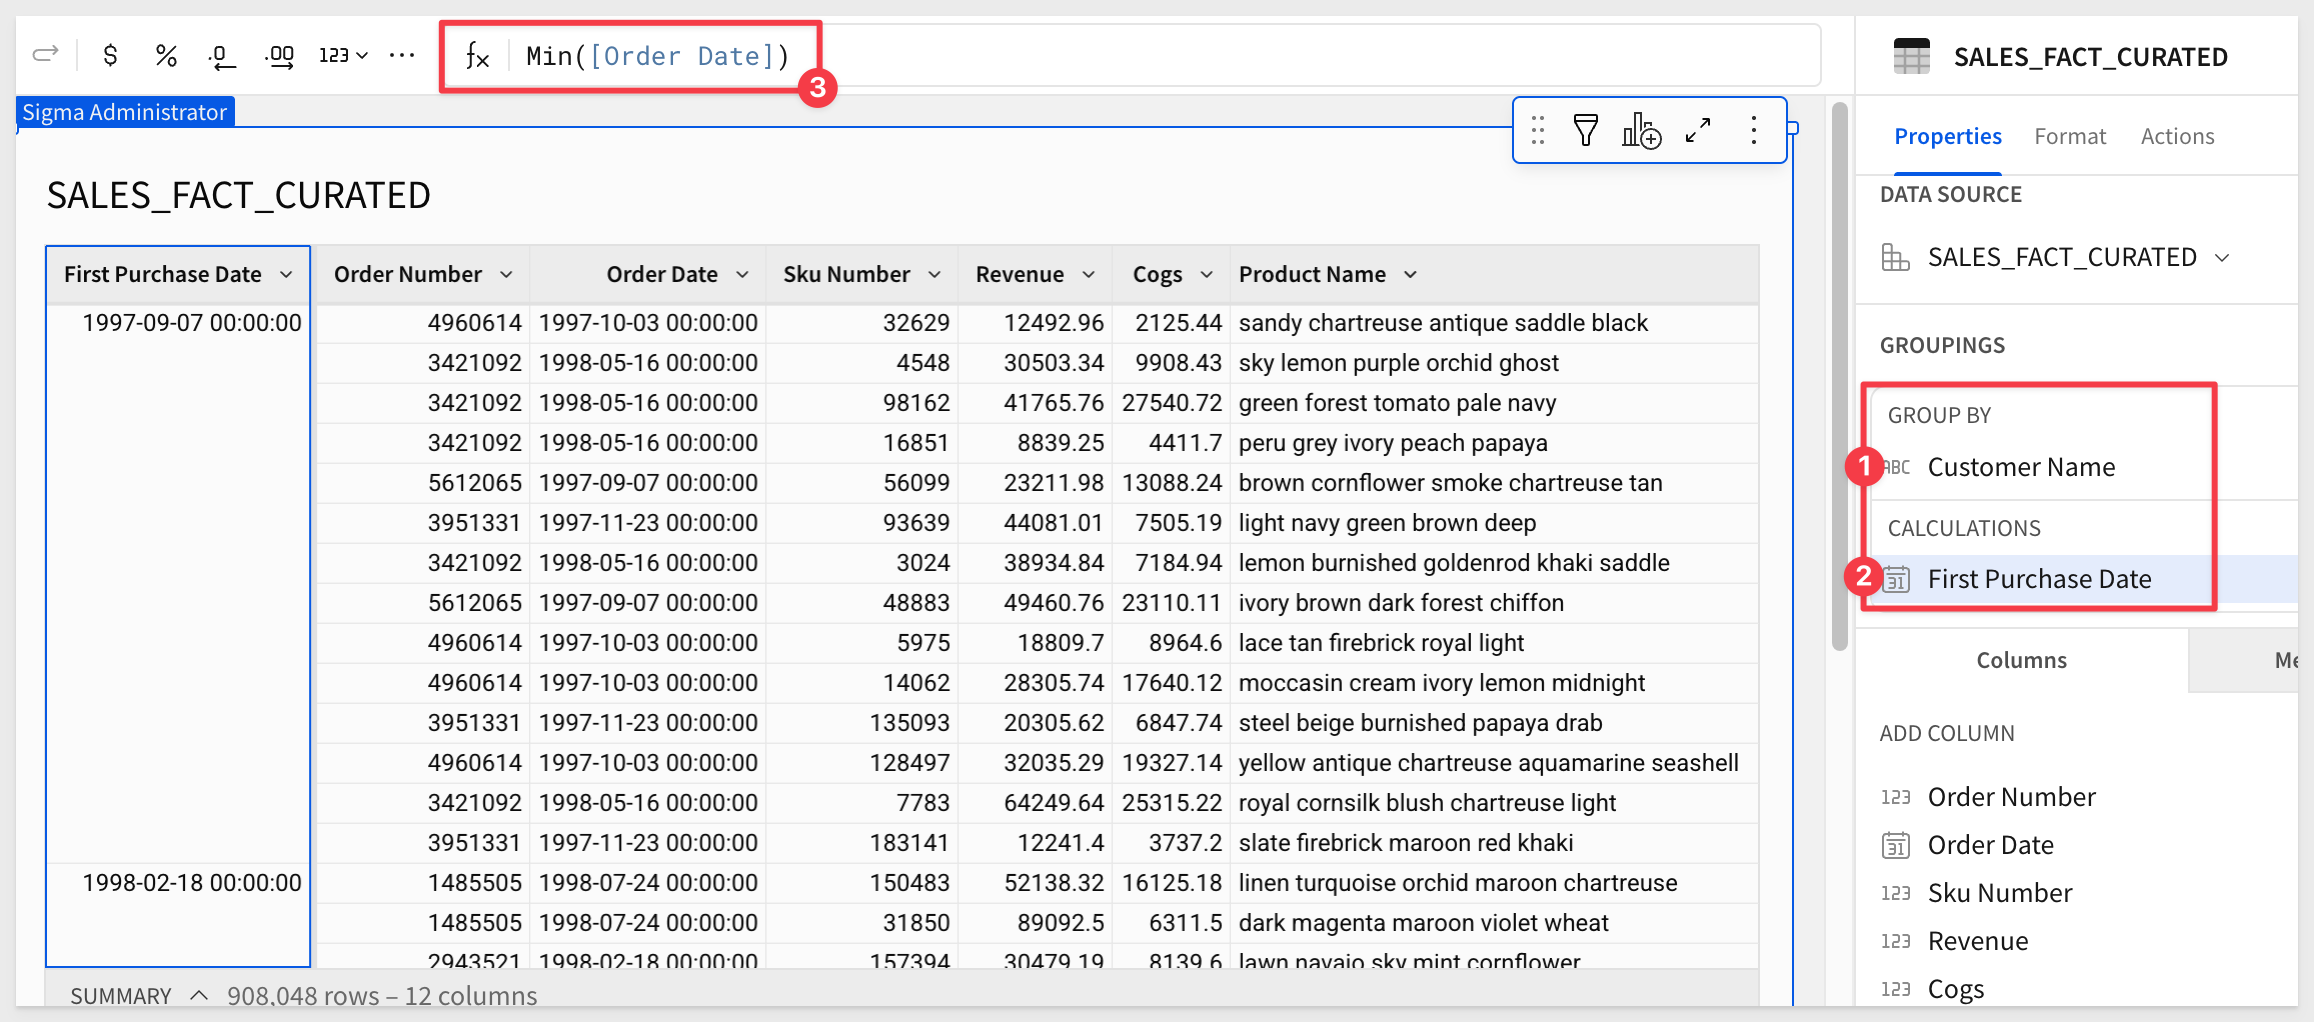 $ % .0 .00 123 ... fx Min([Order Date])
3
Sigma Administrator
SALES_FACT_CURATED
First Purchase Date Order Number Order Date Sku Number Revenue Cogs Product Name
1997-09-07 00:00:00 4960614 1997-10-03 00:00:00 32629 12492.96 2125.44 sandy chartreuse antique saddle black
3421092 1998-05-16 00:00:00 4548 30503.34 9908.43 sky lemon purple orchid ghost
3421092 1998-05-16 00:00:00 98162 41765.76 27540.72 green forest tomato pale navy
3421092 1998-05-16 00:00:00 16851 8839.25 4411.7 peru grey ivory peach papaya
5612065 1997-09-07 00:00:00 56099 23211.98 13088.24 brown cornflower smoke chartreuse tan
3951331 1997-11-23 00:00:00 93639 44081.01 7505.19 light navy green brown deep
3421092 1998-05-16 00:00:00 3024 38934.84 7184.94 lemon burnished goldenrod khaki saddle
5612065 1997-09-07 00:00:00 48883 49460.76 23110.11 ivory brown dark forest chiffon
4960614 1997-10-03 00:00:00 5975 18809.7 8964.6 lace tan firebrick royal light
4960614 1997-10-03 00:00:00 14062 28305.74 17640.12 moccasin cream ivory lemon midnight
3951331 1997-11-23 00:00:00 135093 20305.62 6847.74 steel beige burnished papaya drab
4960614 1997-10-03 00:00:00 128497 32035.29 19327.14 yellow antique chartreuse aquamarine seashell
3421092 1998-05-16 00:00:00 7783 64249.64 25315.22 royal cornsilk blush chartreuse light
3951331 1997-11-23 00:00:00 183141 12241.4 3737.2 slate firebrick maroon red khaki
1998-02-18 00:00:00 1485505 1998-07-24 00:00:00 150483 52138.32 16125.18 linen turquoise orchid maroon chartreuse
1485505 1998-07-24 00:00:00 31850 89092.5 6311.5 dark magenta maroon violet wheat
2943521 1998-02-18 00:00:00 157394 30479.19 8139.6 lawn navajo sky mint cornflower
SUMMARY 908,048 rows – 12 columns
SALES_FACT_CURATED
Properties Format Actions
DATA SOURCE
SALES_FACT_CURATED
GROUPINGS
GROUP BY
1 ABC Customer Name
CALCULATIONS
2 31 First Purchase Date
Columns Me
ADD COLUMN
123 Order Number
31 Order Date
123 Sku Number
123 Revenue
123 Cogs